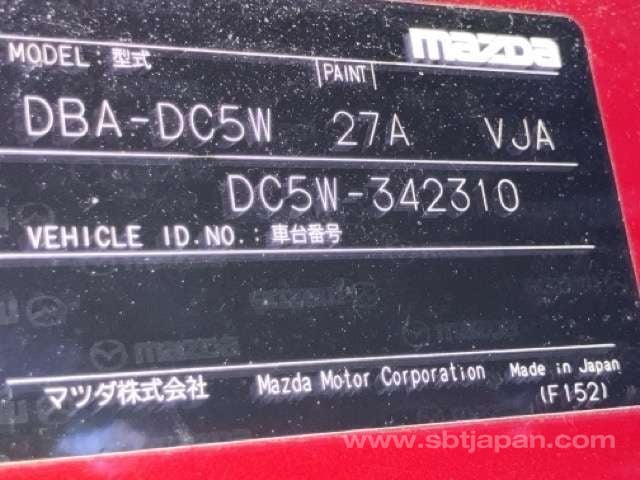 mazda
MODEL:型式
PAINT
DBA-DC5W 27A VJA
DC5W-342310
VEHICLE ID.NO.:車台番号
mazda
マツダ株式会社 Mazda Motor Corporation Made in Japan
(F152)
www.sbtjapan.com